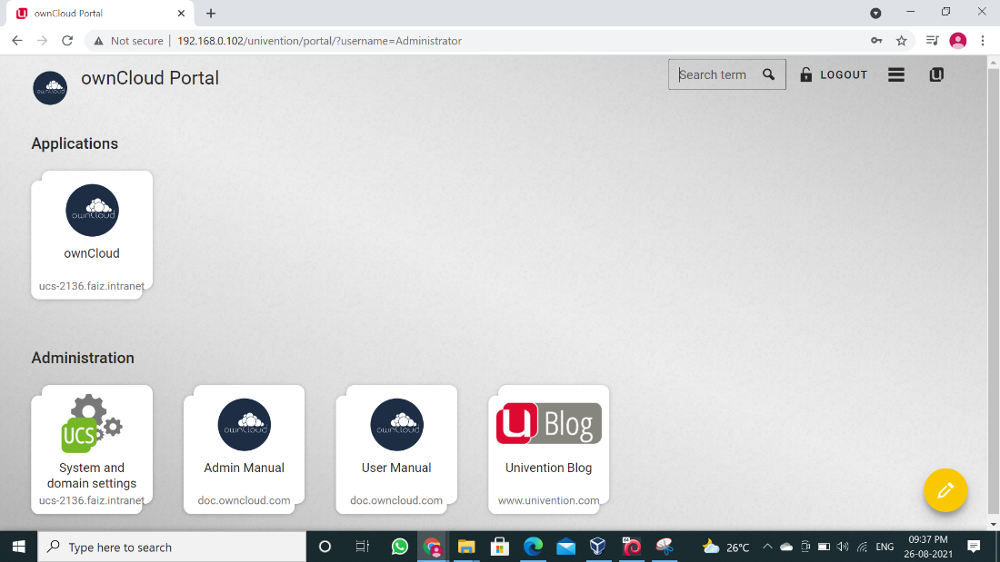 ownCloud Portal
Not secure
192.168.0.102/univention/portal/?username=Administrator
ownCloud
ownCloud Portal
Search term
LOGOUT
Applications
ownCloud
ownCloud
ucs-2136.faiz.intranet
Administration
UCS
System and
domain settings
ucs-2136.faiz.intranet
ownCloud
Admin Manual
doc.owncloud.com
ownCloud
User Manual
doc.owncloud.com
u Blog
Univention Blog
www.univention.com
Type here to search
64
26°C
ENG
09:37 PM
26-08-2021